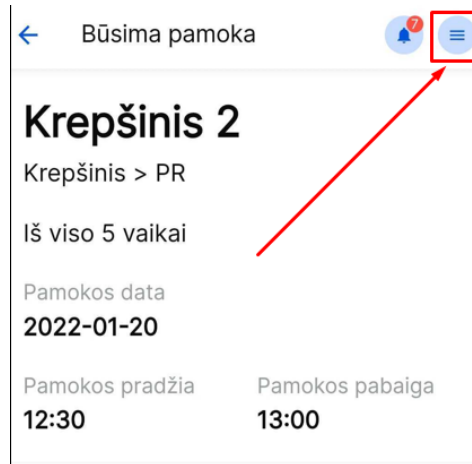 Būsima pamoka
7
Krepšinis 2
Krepšinis > PR
Iš viso 5 vaikai
Pamokos data
2022-01-20
Pamokos pradžia Pamokos pabaiga
12:30 13:00